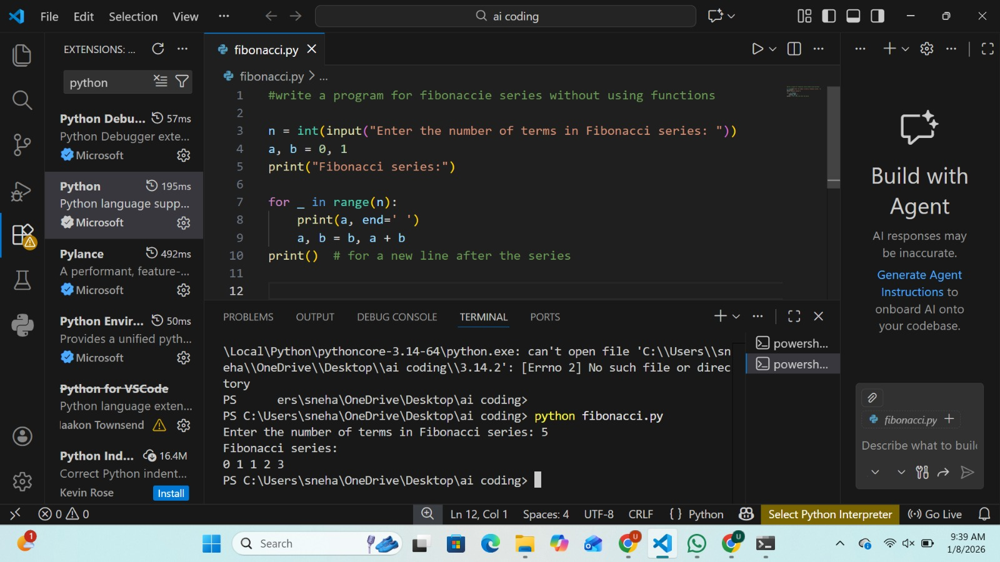 File Edit Selection View ai coding
EXTENSIONS: ...
python
Python Debu... 57ms
Python Debugger exte...
Microsoft
Python 195ms
Python language supp...
Microsoft
Pylance 492ms
A performant, feature-...
Microsoft
Python Envir... 50ms
Provides a unified pyth...
Microsoft
Python for VSCode
Python language exten...
laakon Townsend
Python Ind... 16.4M
Correct Python indent...
Kevin Rose Install
fibonacci.py
fibonacci.py > ...
1 #write a program for fibonaccie series without using functions
2
3 n = int(input("Enter the number of terms in Fibonacci series: "))
4 a, b = 0, 1
5 print("Fibonacci series:")
6
7 for _ in range(n):
8     print(a, end=' ')
9     a, b = b, a + b
10 print()  # for a new line after the series
11
12
PROBLEMS OUTPUT DEBUG CONSOLE TERMINAL PORTS
\Local\Python\pythoncore-3.14-64\python.exe: can't open file 'C:\\Users\\sn
eha\\OneDrive\\Desktop\\ai coding\\3.14.2': [Errno 2] No such file or direc
tory
PS      ers\sneha\OneDrive\Desktop\ai coding>
PS C:\Users\sneha\OneDrive\Desktop\ai coding> python fibonacci.py
Enter the number of terms in Fibonacci series: 5
Fibonacci series:
0 1 1 2 3
PS C:\Users\sneha\OneDrive\Desktop\ai coding>
powersh...
powersh...
Build with
Agent
AI responses may
be inaccurate.
Generate Agent
Instructions to
onboard AI onto
your codebase.
fibonacci.py
Describe what to buil
0 0 Ln 12, Col 1 Spaces: 4 UTF-8 CRLF {} Python Select Python Interpreter Go Live
1 Search U U 9:39 AM
1/8/2026